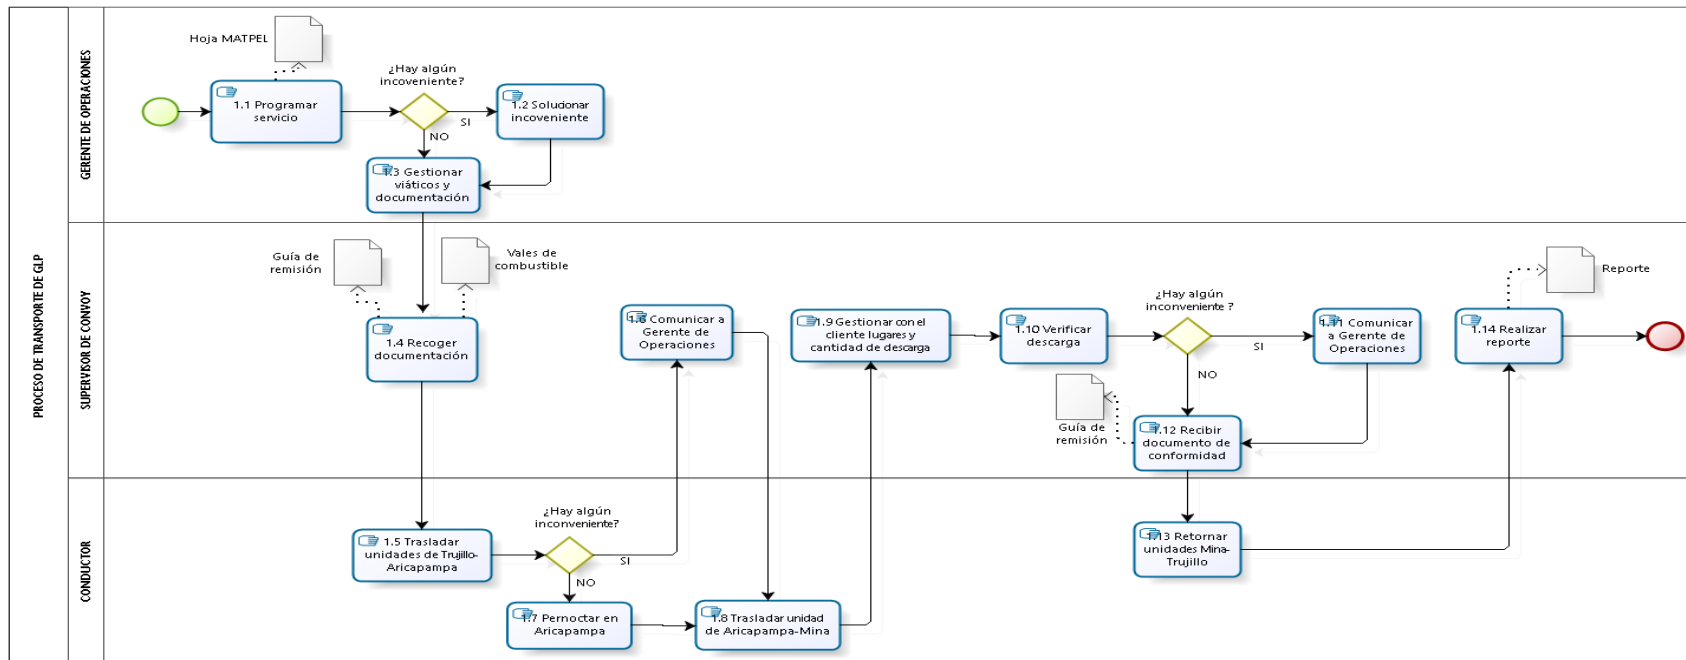 PROCESO DE TRANSPORTE DE GLP
GERENTE DE OPERACIONES
Hoja MATPEL
1.1 Programar
servicio
¿Hay algún
incoveniente?
SI
NO
1.2 Solucionar
incoveniente
1.3 Gestionar
viáticos y
documentación
SUPERVISOR DE CONVOY
Guía de
remisión
Vales de
combustible
1.4 Recoger
documentación
1.6 Comunicar a
Gerente de
Operaciones
1.9 Gestionar con el
cliente lugares y
cantidad de descarga
1.10 Verificar
descarga
¿Hay algún
inconveniente ?
SI
NO
1.11 Comunicar
a Gerente de
Operaciones
Guía de
remisión
1.12 Recibir
documento de
conformidad
1.14 Realizar
reporte
Reporte
CONDUCTOR
1.5 Trasladar
unidades de Trujillo-
Aricapampa
¿Hay algún
inconveniente?
SI
NO
1.7 Pernoctar en
Aricapampa
1.8 Trasladar unidad
de Aricapampa-Mina
1.13 Retornar
unidades Mina-
Trujillo